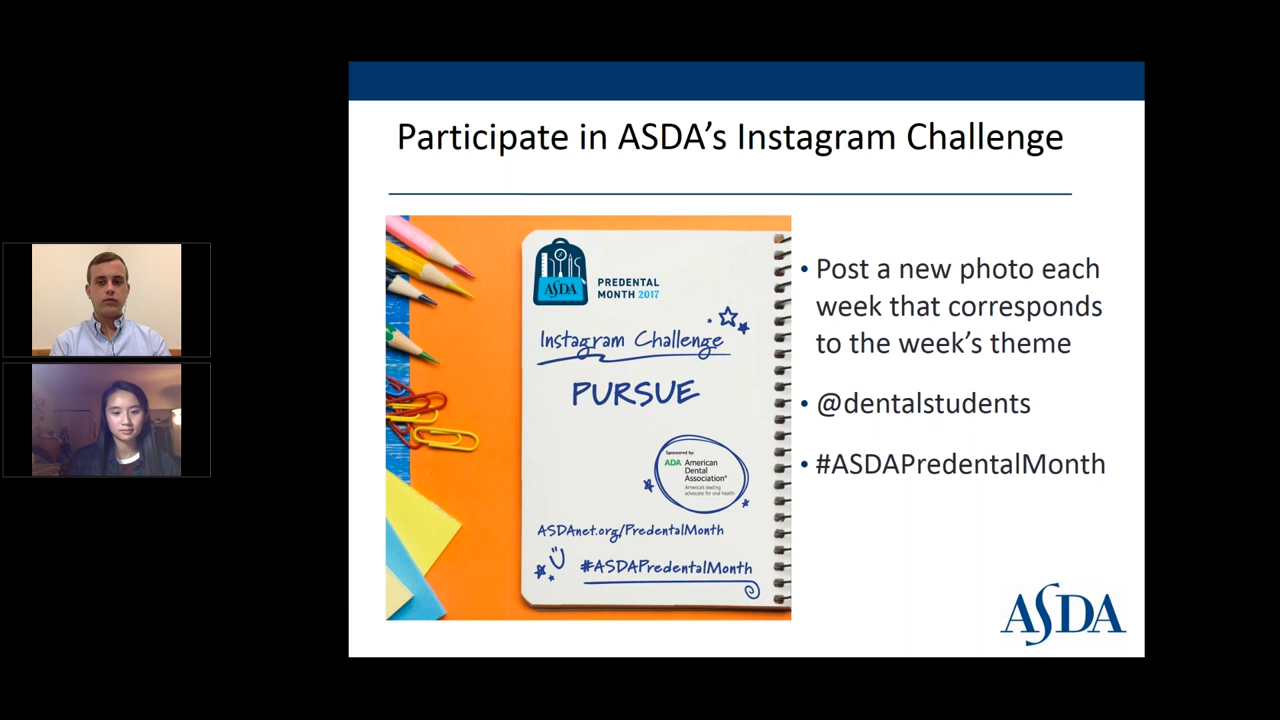 Participate in ASDA's Instagram Challenge
ASDA
PREDENTAL
MONTH 2017
Instagram Challenge
PURSUE
Sponsored by
ADA American
Dental
Association®
America's leading
advocate for oral health
ASDAnet.org/PredentalMonth
#ASDAPredentalMonth
• Post a new photo each
week that corresponds
to the week's theme
• @dentalstudents
• #ASDAPredentalMonth
ASDA